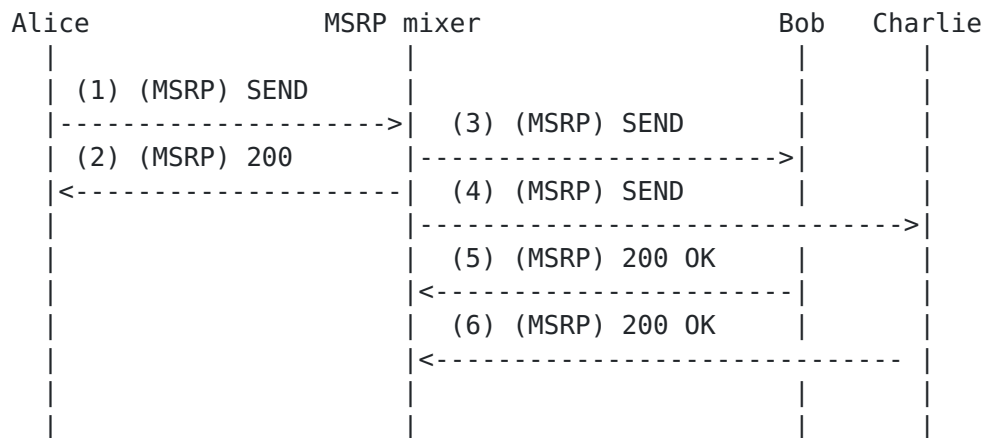 Alice MSRP mixer Bob Charlie
(1) (MSRP) SEND
(3) (MSRP) SEND
(2) (MSRP) 200
(4) (MSRP) SEND
(5) (MSRP) 200 OK
(6) (MSRP) 200 OK